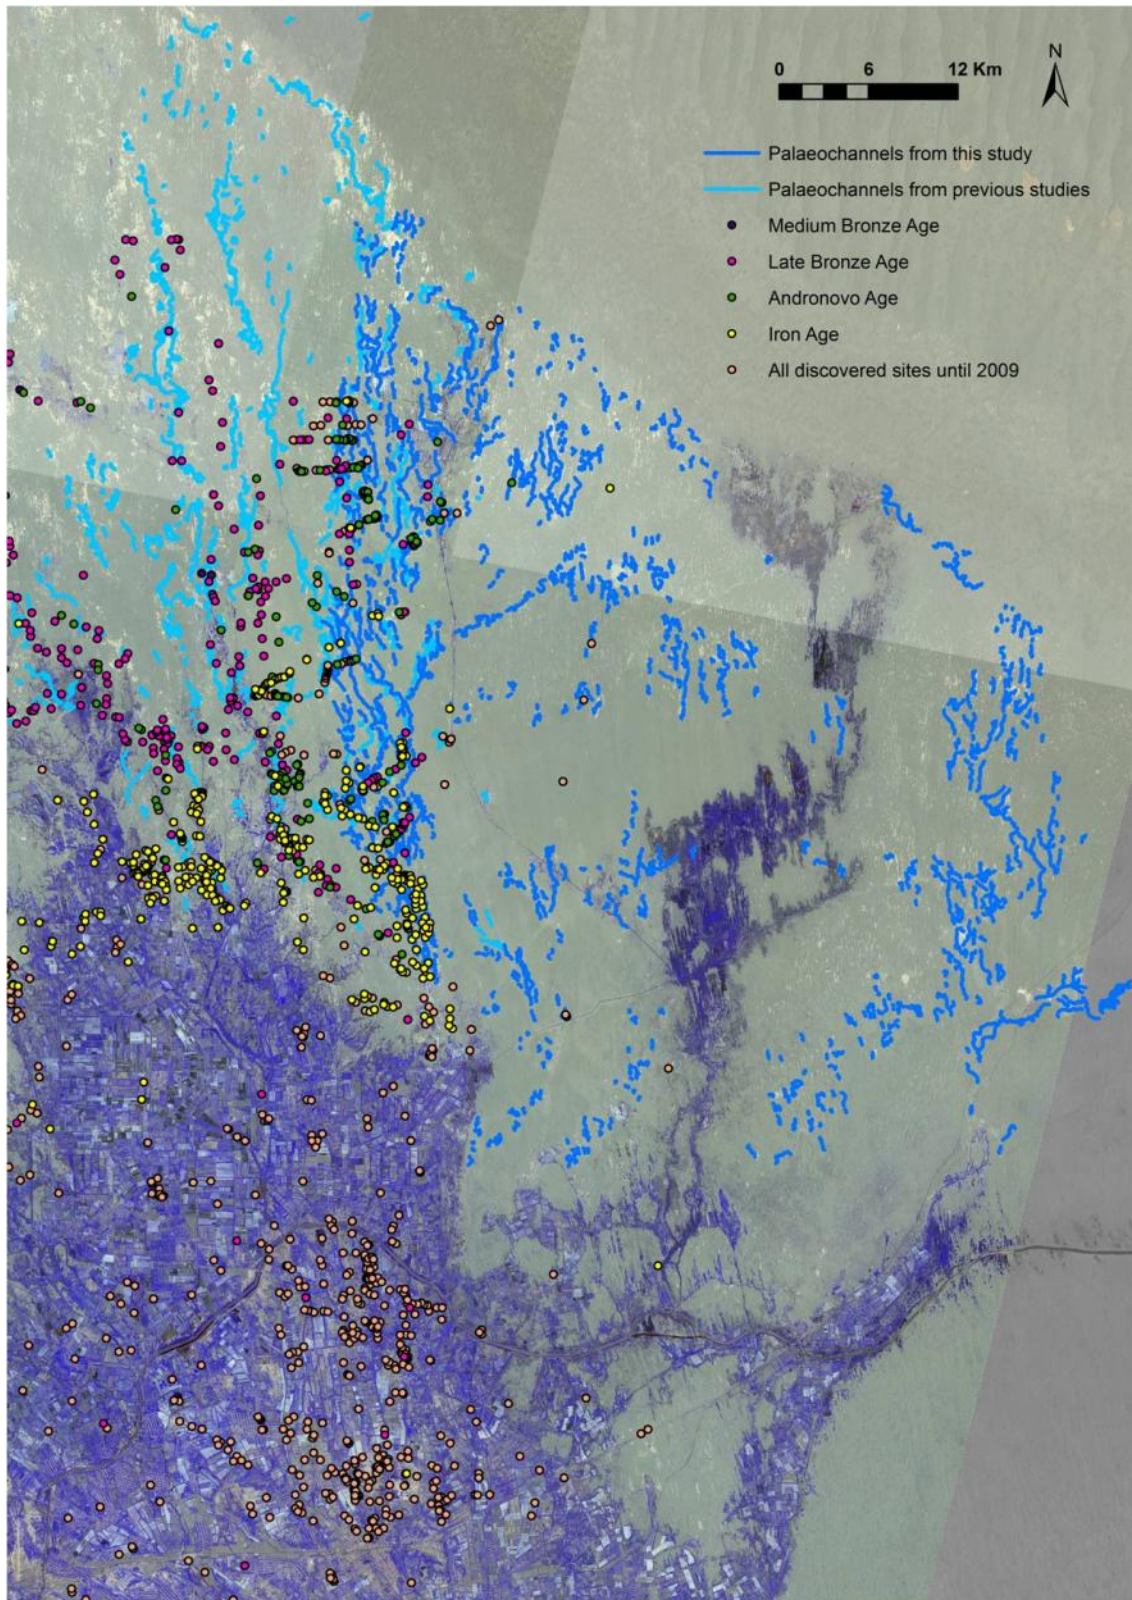 N
0 6 12 Km
Palaeochannels from this study
Palaeochannels from previous studies
Medium Bronze Age
Late Bronze Age
Andronovo Age
Iron Age
All discovered sites until 2009